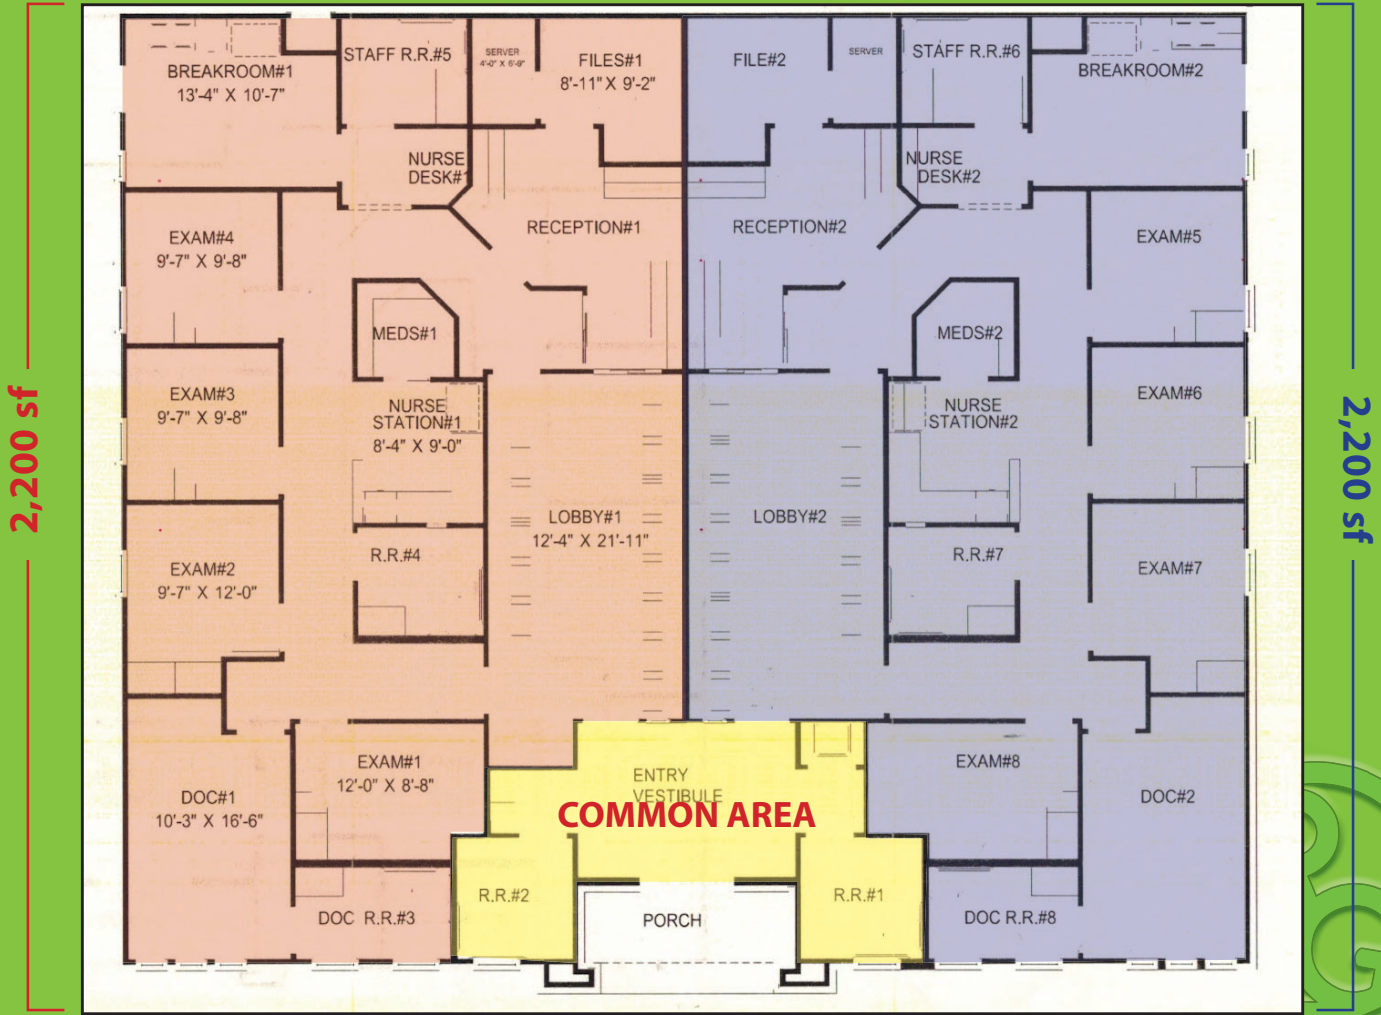 2,200 sf
BREAKROOM#1
13'-4" X 10'-7"
STAFF R.R.#5
SERVER
4'-0" X 6'-9"
FILES#1
8'-11" X 9'-2"
FILE#2
SERVER
STAFF R.R.#6
BREAKROOM#2
NURSE
DESK#1
NURSE
DESK#2
EXAM#4
9'-7" X 9'-8"
RECEPTION#1
RECEPTION#2
EXAM#5
MEDS#1
MEDS#2
EXAM#3
9'-7" X 9'-8"
NURSE
STATION#1
8'-4" X 9'-0"
NURSE
STATION#2
EXAM#6
LOBBY#1
12'-4" X 21'-11"
LOBBY#2
EXAM#2
9'-7" X 12'-0"
R.R.#4
R.R.#7
EXAM#7
EXAM#1
12'-0" X 8'-8"
ENTRY
VESTIBULE
COMMON AREA
EXAM#8
DOC#1
10'-3" X 16'-6"
DOC#2
DOC R.R.#3
R.R.#2
PORCH
R.R.#1
DOC R.R.#8
2,200 sf
RG